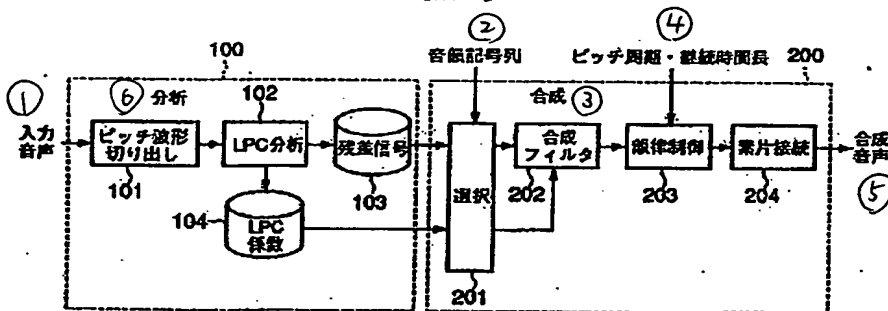 ②
④
100
音韻記号列
ピッチ周期・継続時間長
200
①
⑥
分析
102
合成
③
入力
音声
ピッチ波形
切り出し
LPC分析
残差信号
選択
合成
フィルタ
韻律制御
素片接続
合成
音声
⑤
101
103
202
203
204
104
LPC
係数
201